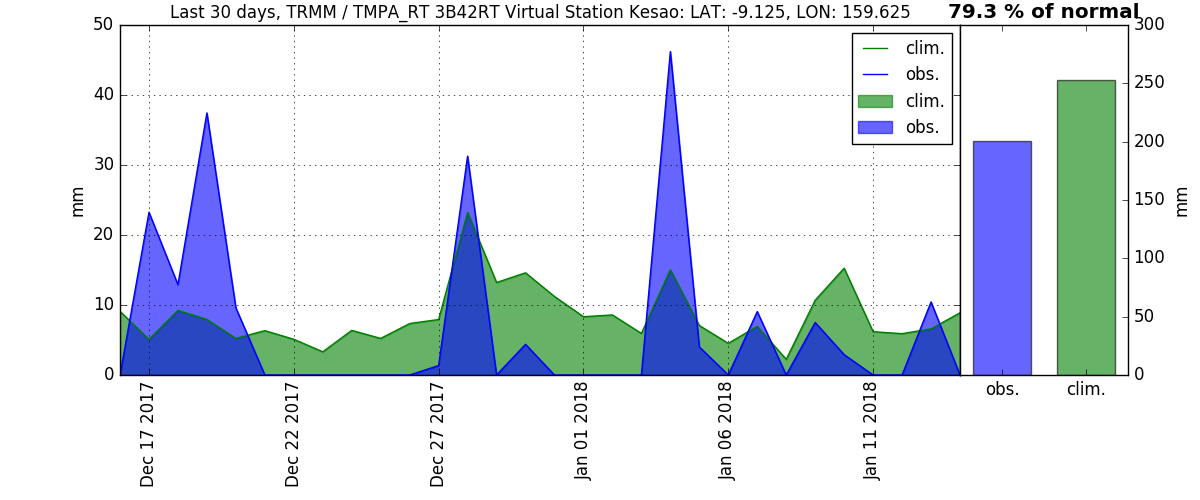 Last 30 days, TRMM / TMPA_RT 3B42RT Virtual Station Kesao: LAT: -9.125, LON: 159.625
79.3 % of normal
50
40
30
20
10
0
mm
clim.
obs.
clim.
obs.
300
250
200
150
100
50
0
mm
Dec 17 2017
Dec 22 2017
Dec 27 2017
Jan 01 2018
Jan 06 2018
Jan 11 2018
obs.
clim.